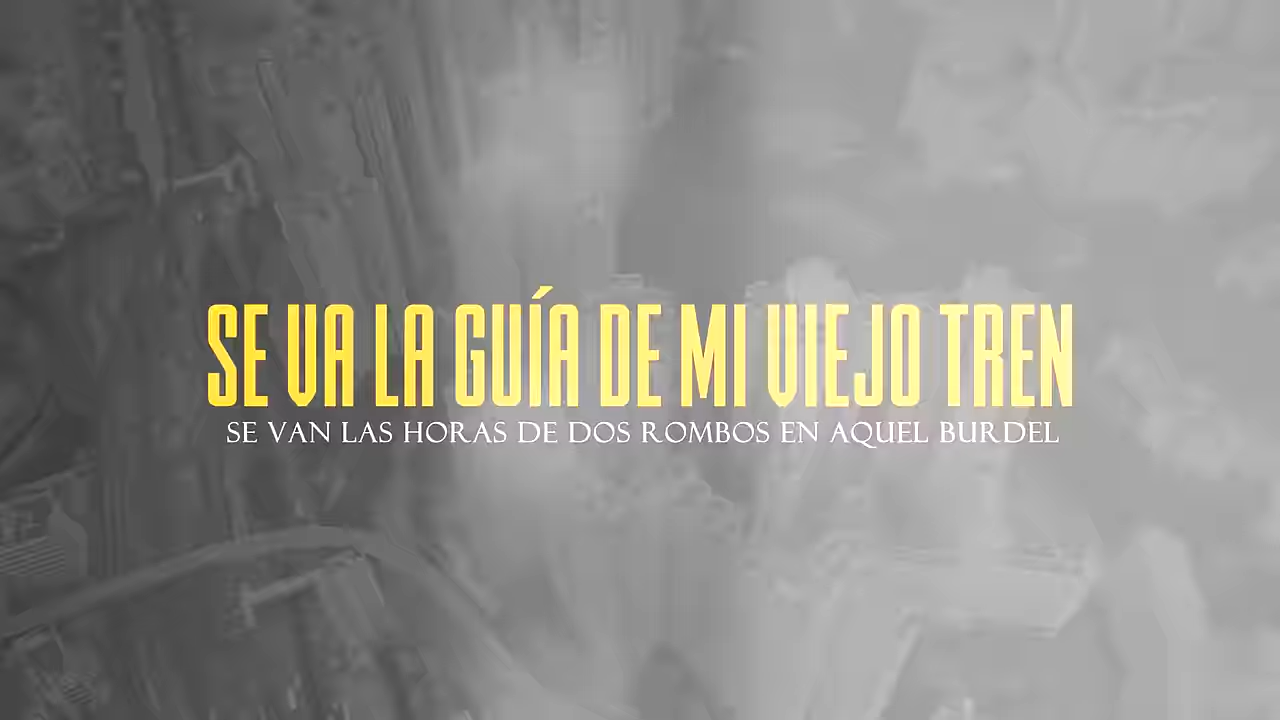 SE VA LA GUÍA DE MI VIEJO TREN
SE VAN LAS HORAS DE DOS ROMBOS EN AQUEL BURDEL